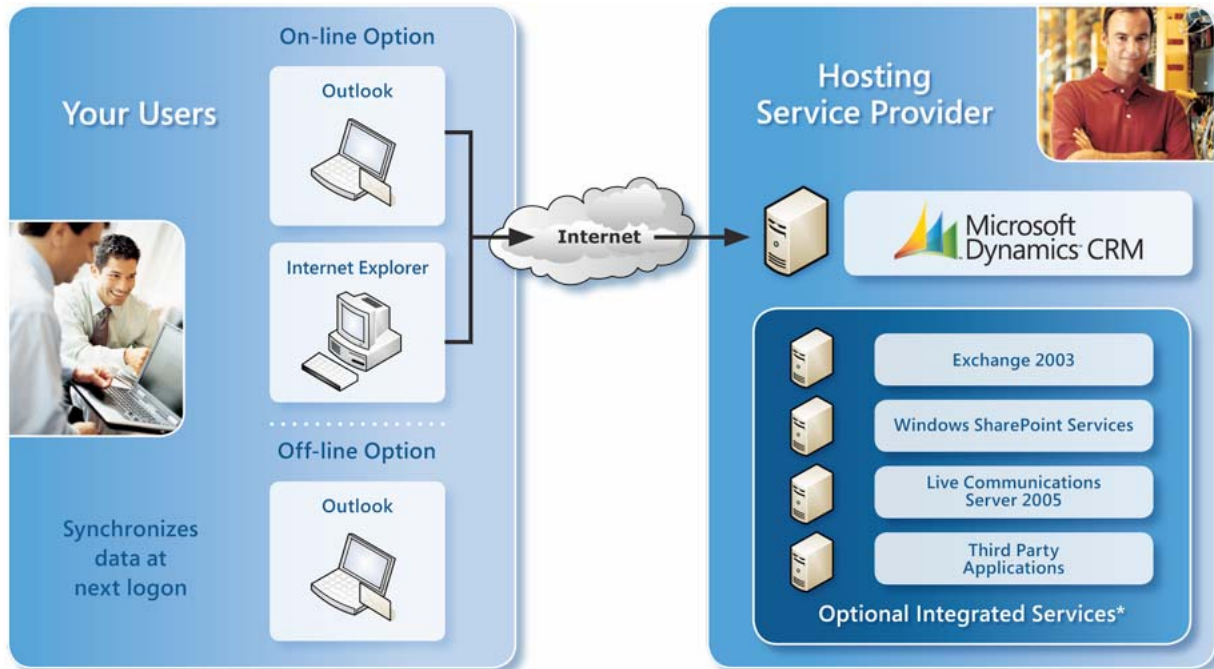 Your Users
On-line Option
Outlook
Internet Explorer
Off-line Option
Outlook
Synchronizes
data at
next logon
Internet
Hosting
Service Provider
Microsoft
Dynamics™ CRM
Exchange 2003
Windows SharePoint Services
Live Communications
Server 2005
Third Party
Applications
Optional Integrated Services*